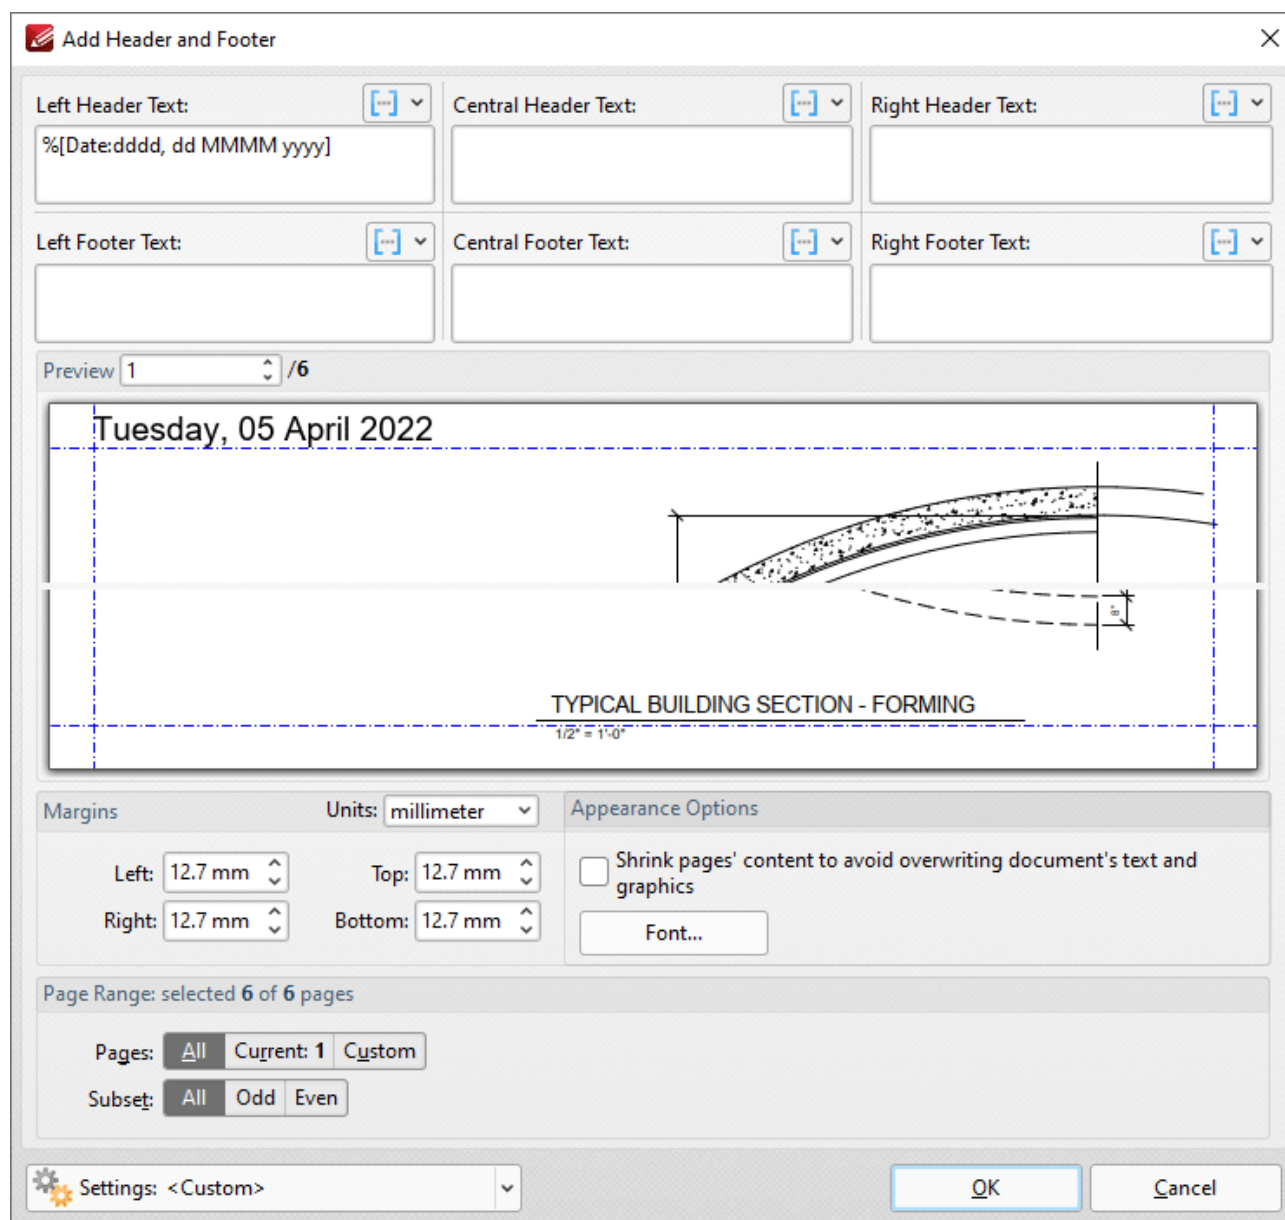 Add Header and Footer
Left Header Text:
Central Header Text:
Right Header Text:
%[Date:dddd, dd MMMM yyyy]
Left Footer Text:
Central Footer Text:
Right Footer Text:
Preview 1 /6
Tuesday, 05 April 2022
8"
TYPICAL BUILDING SECTION - FORMING
1/2" = 1'-0"
Margins
Units: millimeter
Left: 12.7 mm
Top: 12.7 mm
Right: 12.7 mm
Bottom: 12.7 mm
Appearance Options
Shrink pages' content to avoid overwriting document's text and
graphics
Font...
Page Range: selected 6 of 6 pages
Pages: All Current: 1 Custom
Subset: All Odd Even
Settings: <Custom>
OK
Cancel